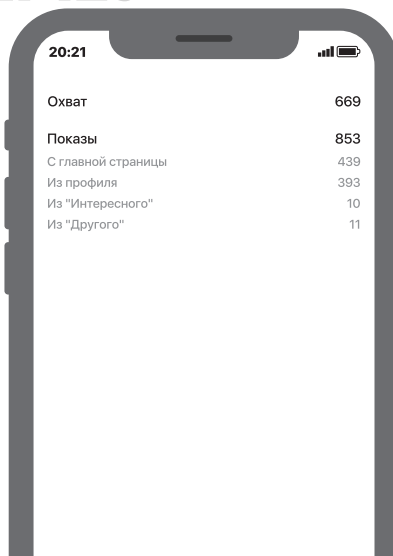 20:21
Охват 669
Показы 853
С главной страницы 439
Из профиля 393
Из "Интересного" 10
Из "Другого" 11